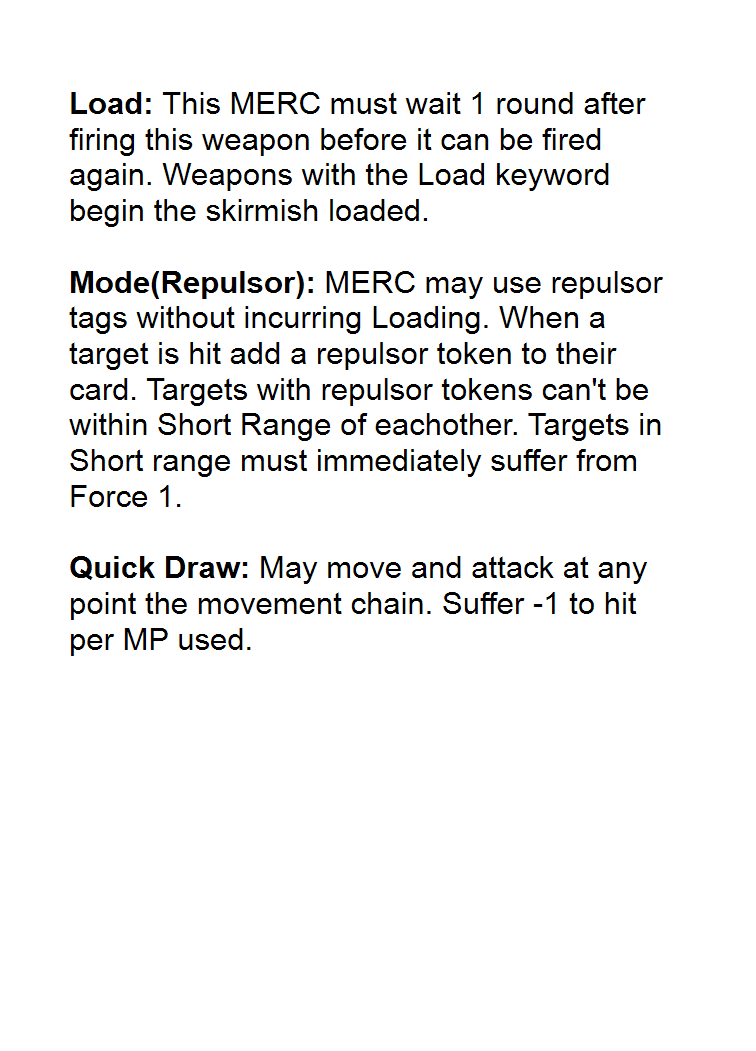 Load: This MERC must wait 1 round after
firing this weapon before it can be fired
again. Weapons with the Load keyword
begin the skirmish loaded.
Mode(Repulsor): MERC may use repulsor
tags without incurring Loading. When a
target is hit add a repulsor token to their
card. Targets with repulsor tokens can't be
within Short Range of eachother. Targets in
Short range must immediately suffer from
Force 1.
Quick Draw: May move and attack at any
point the movement chain. Suffer -1 to hit
per MP used.